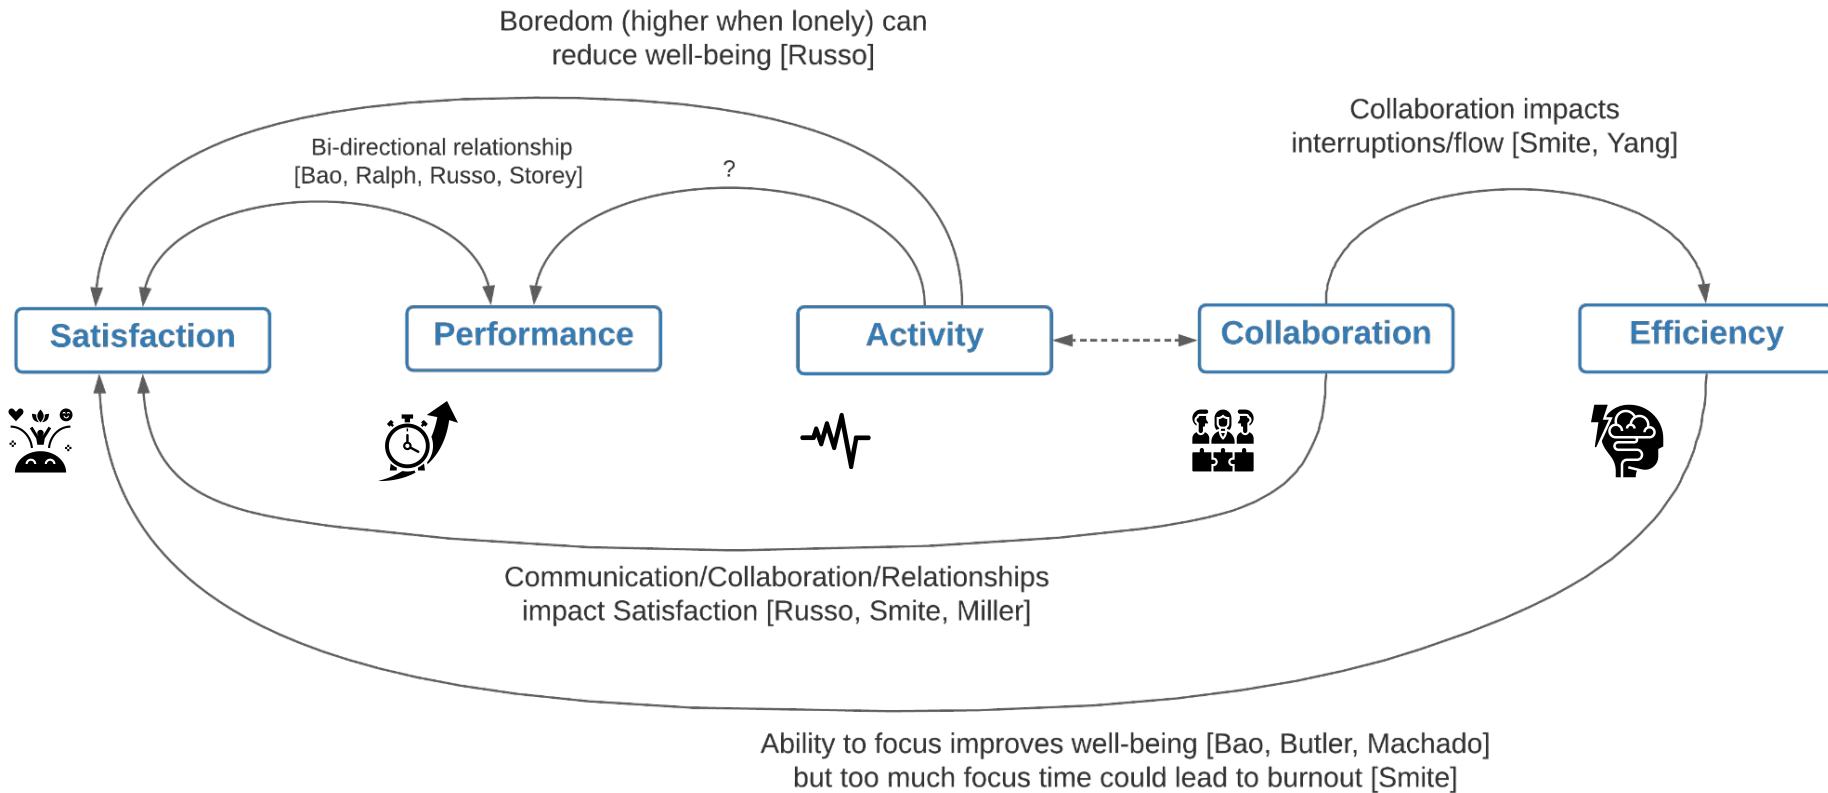 Boredom (higher when lonely) can
reduce well-being [Russo]
Collaboration impacts
interruptions/flow [Smite, Yang]
Bi-directional relationship
[Bao, Ralph, Russo, Storey]
?
Satisfaction
Performance
Activity
Collaboration
Efficiency
Communication/Collaboration/Relationships
impact Satisfaction [Russo, Smite, Miller]
Ability to focus improves well-being [Bao, Butler, Machado]
but too much focus time could lead to burnout [Smite]